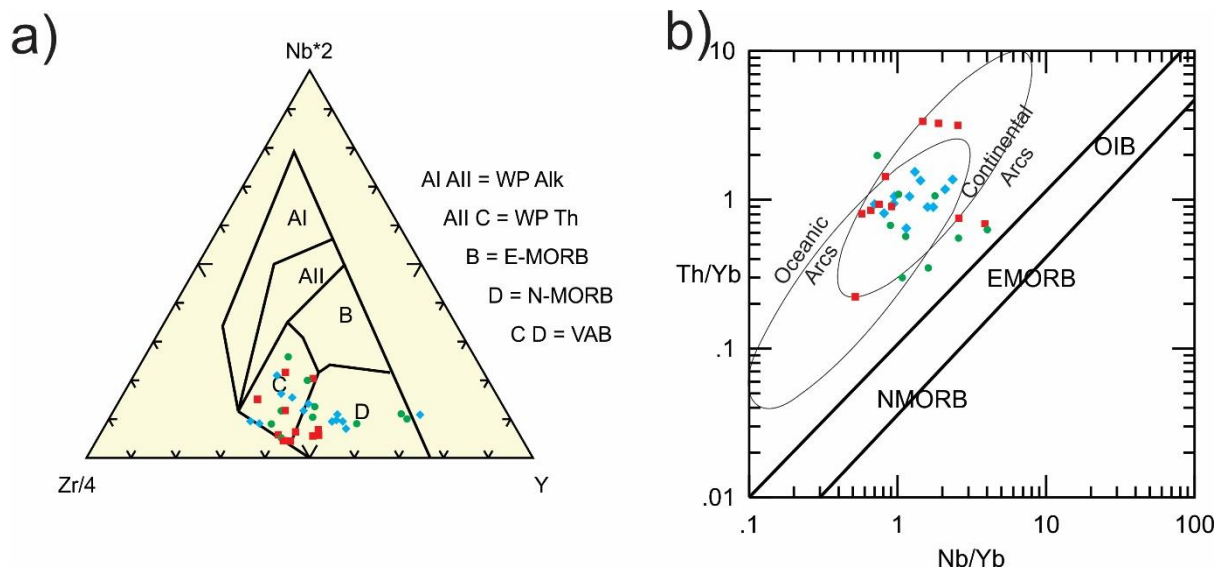 a)
Nb*2
AI
AII
B
C
D
Zr/4
Y
AI AII = WP Alk
AII C = WP Th
B = E-MORB
D = N-MORB
C D = VAB
b)
10
1
.1
.01
Th/Yb
Oceanic
Arcs
Continental
Arcs
OIB
EMORB
NMORB
.1
1
10
100
Nb/Yb